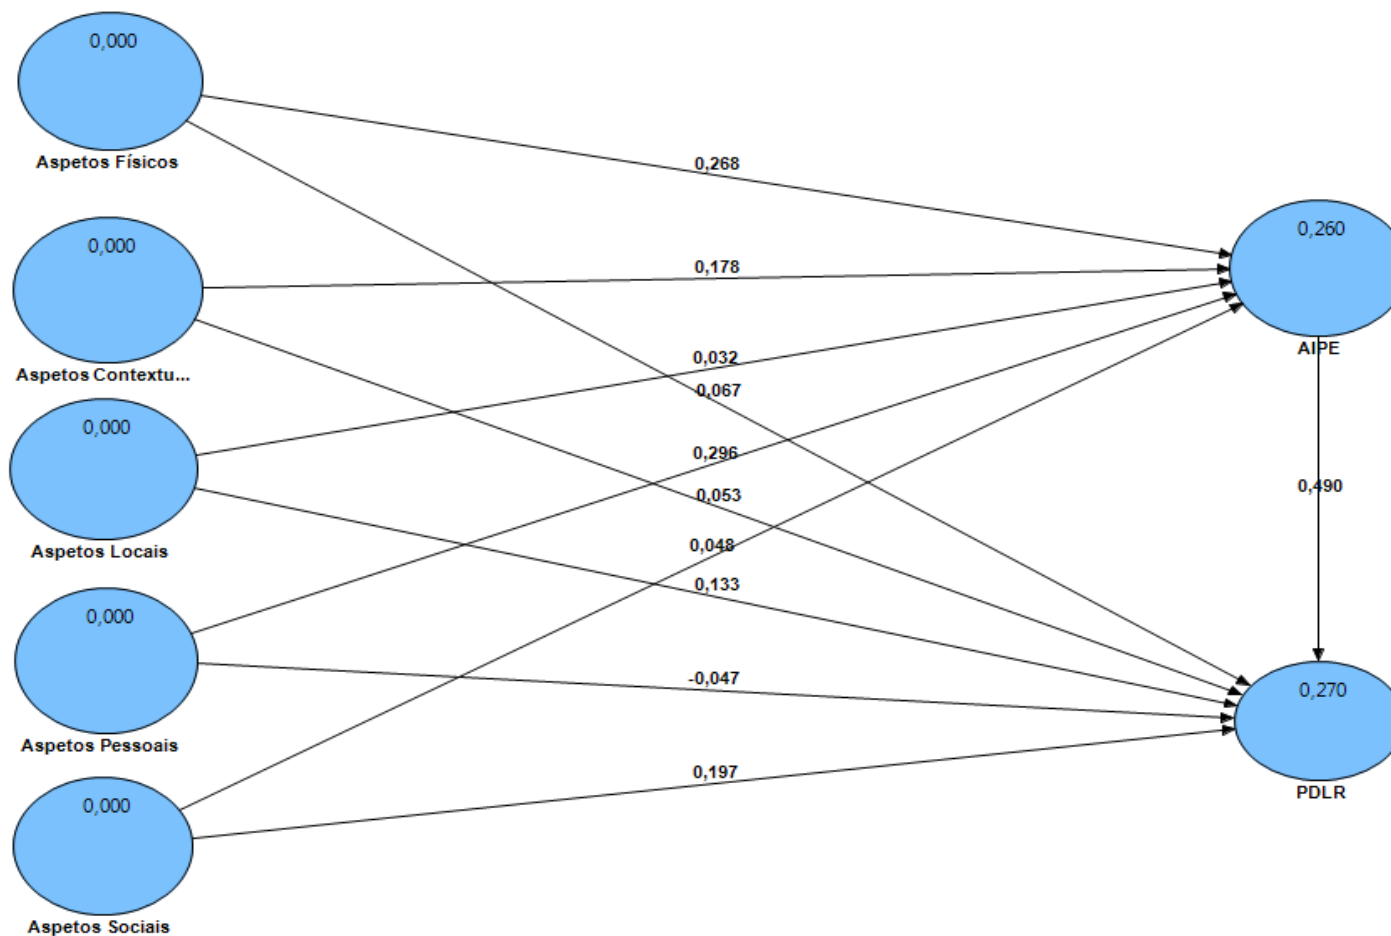 0,000
Aspetos Físicos
0,268
0,000
0,178
0,260
Aspetos Contextu...
AIPE
0,032
0,067
0,000
0,296
0,053
0,490
Aspetos Locais
0,048
0,133
0,000
-0,047
0,270
Aspetos Pessoais
0,197
PDLR
0,000
Aspetos Sociais